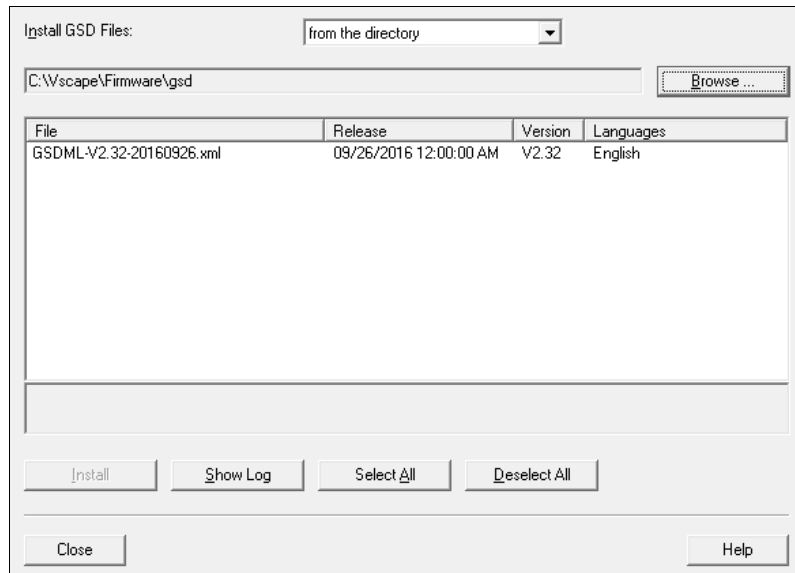 Install GSD Files: from the directory
C:\Vscape\Firmware\gsd Browse ...
File Release Version Languages
GSDML-V2.32-20160926.xml 09/26/2016 12:00:00 AM V2.32 English
Install Show Log Select All Deselect All
Close Help